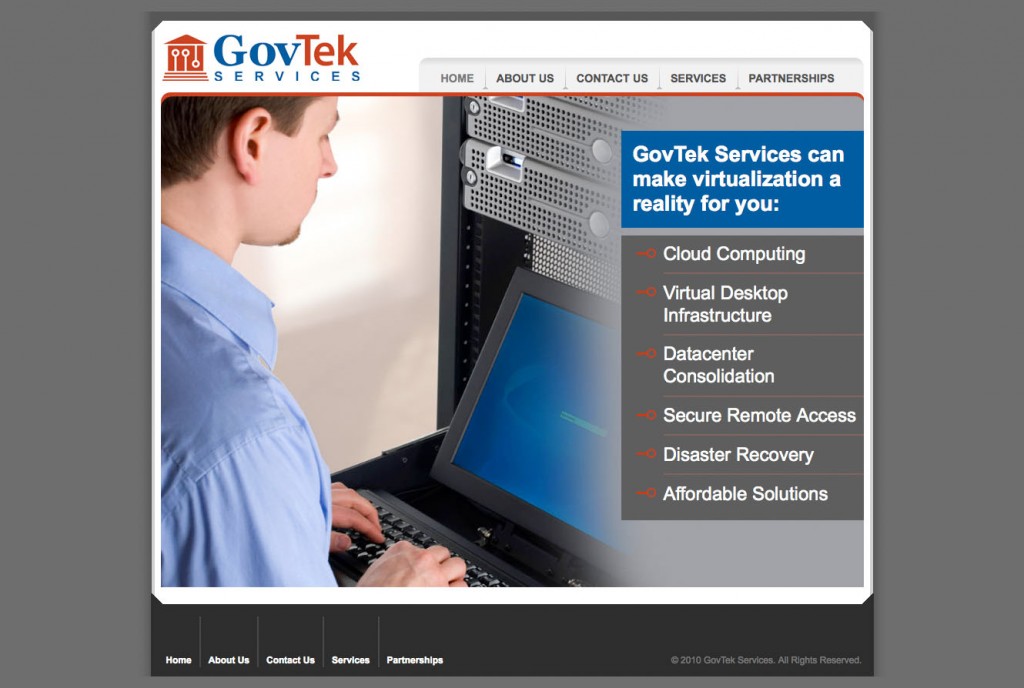 GovTek
SERVICES
HOME
ABOUT US
CONTACT US
SERVICES
PARTNERSHIPS
GovTek Services can
make virtualization a
reality for you:
Cloud Computing
Virtual Desktop
Infrastructure
Datacenter
Consolidation
Secure Remote Access
Disaster Recovery
Affordable Solutions
Home
About Us
Contact Us
Services
Partnerships
© 2010 GovTek Services. All Rights Reserved.